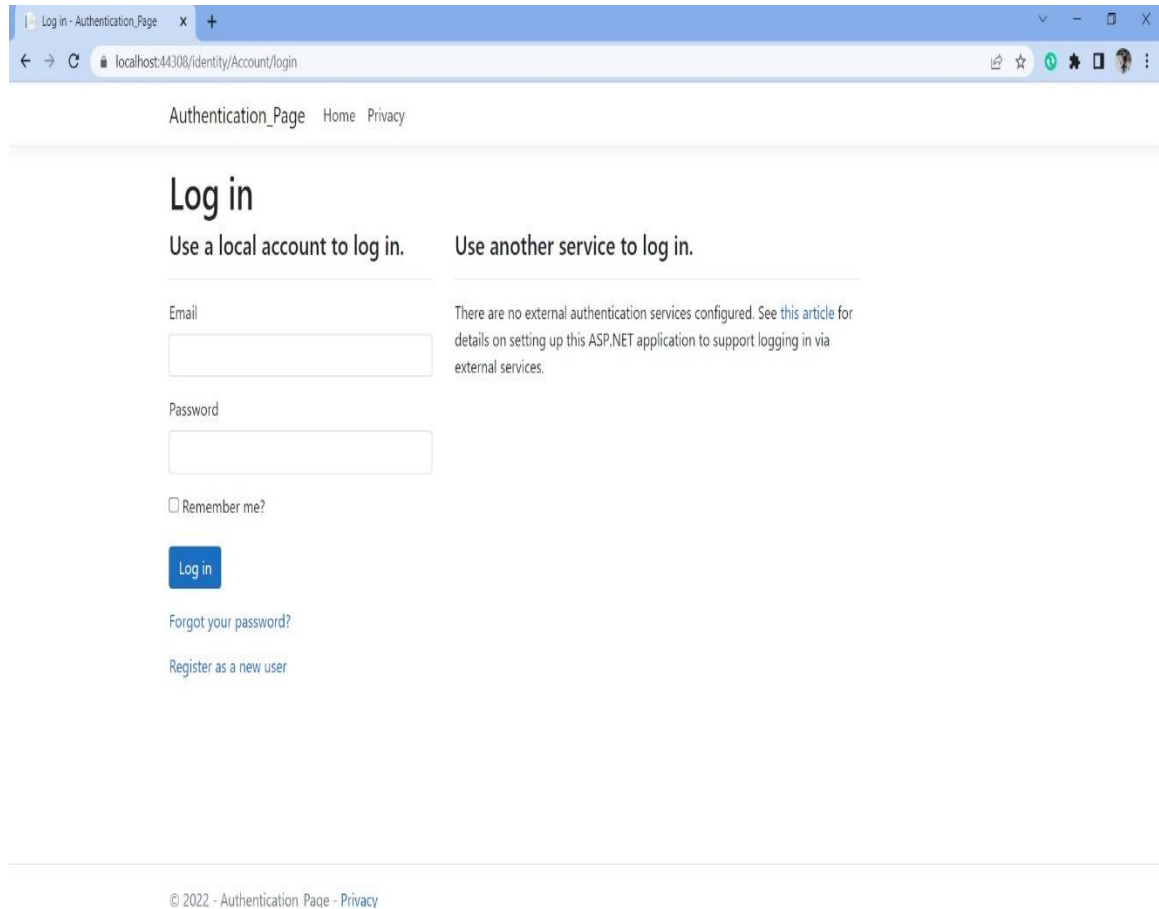 Log in - Authentication_Page
localhost:44308/identity/Account/login
Authentication_Page Home Privacy
Log in
Use a local account to log in.
Email
Password
Remember me?
Log in
Forgot your password?
Register as a new user
Use another service to log in.
There are no external authentication services configured. See this article for
details on setting up this ASP.NET application to support logging in via
external services.
© 2022 - Authentication_Page - Privacy